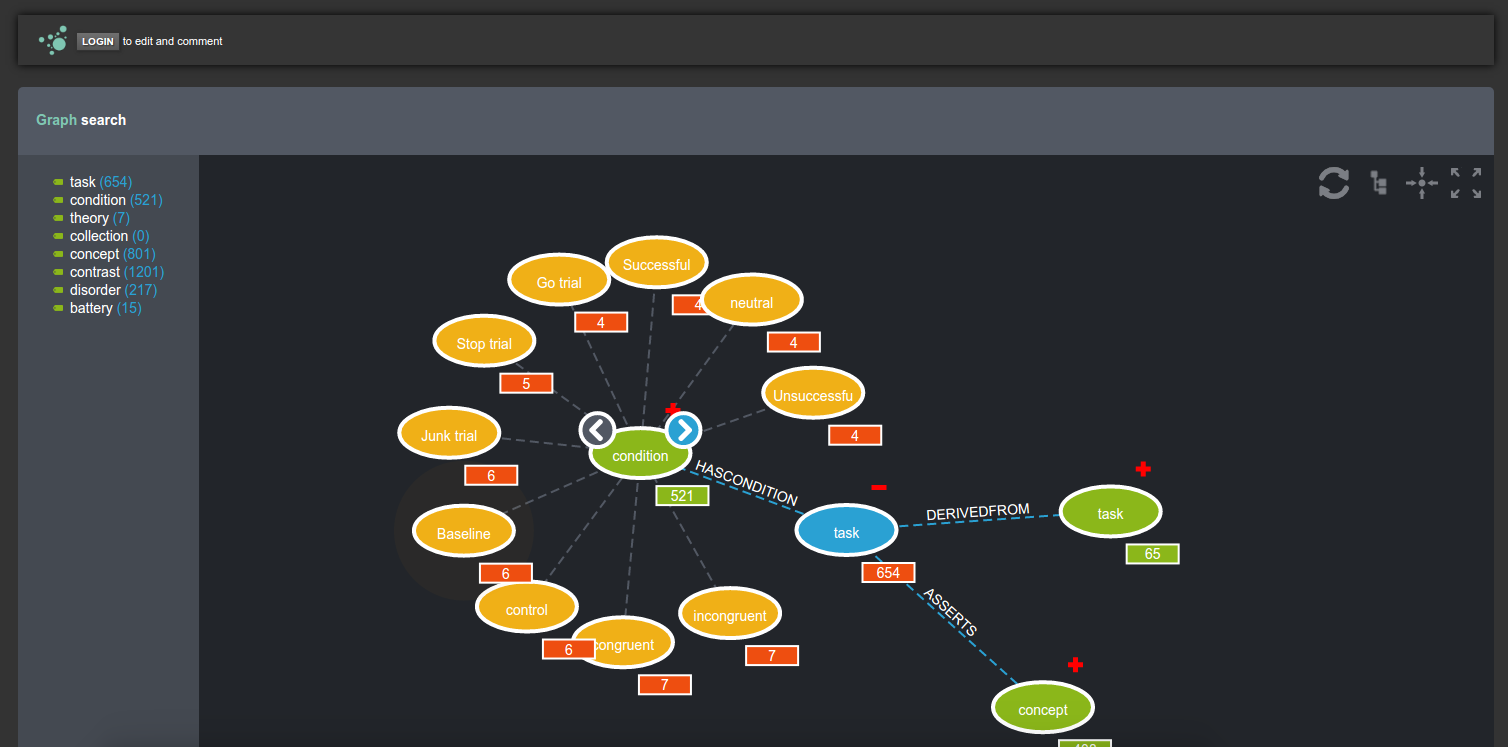 LOGIN to edit and comment
Graph search
task (654)
condition (521)
theory (7)
collection (0)
concept (801)
contrast (1201)
disorder (217)
battery (15)
Successful
4
Go trial
4
neutral
4
Stop trial
5
Unsuccessfu
4
Junk trial
6
condition
521
HASCONDITION
Baseline
6
task
654
DERIVEDFROM
task
65
ASSERTS
control
6
congruent
7
incongruent
7
concept